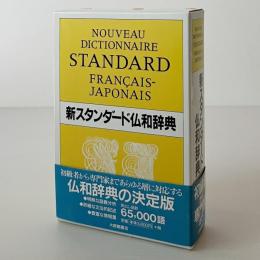 NOUVEAU
DICTIONNAIRE
STANDARD
FRANÇAIS-
JAPONAIS
新スタンダード仏和辞典
初級者から専門家まであらゆる層に対応する
仏和辞典の決定版
65,000語
大修館書店